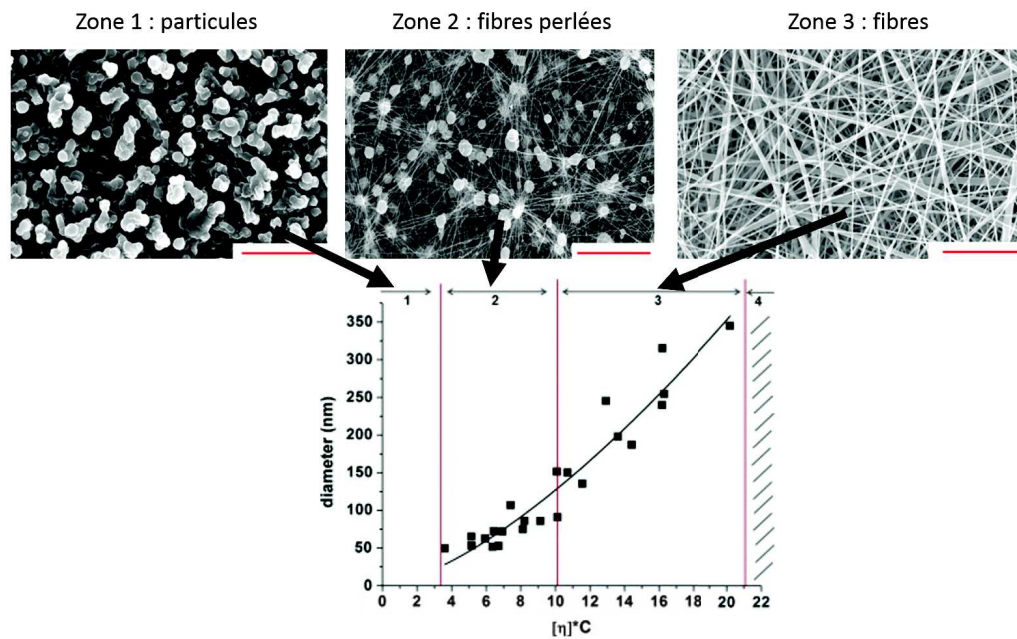 Zone 1 : particules
Zone 2 : fibres perlées
Zone 3 : fibres
1
2
3
4
diameter (nm)
350
300
250
200
150
100
50
0
0 2 4 6 8 10 12 14 16 18 20 22
[η]*C